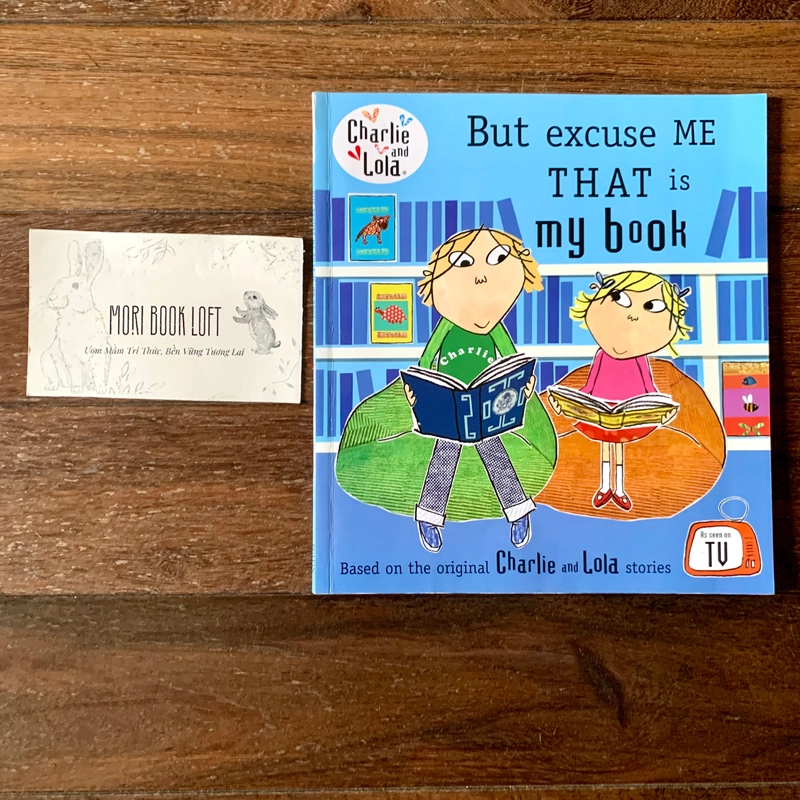 MORI BOOK LOFT
Ươm Mầm Trí Thức, Bền Vững Tương Lai
Charlie
and
Lola®
But excuse ME
THAT is
my book
Charlie
As seen on
TV
Based on the original Charlie and Lola stories